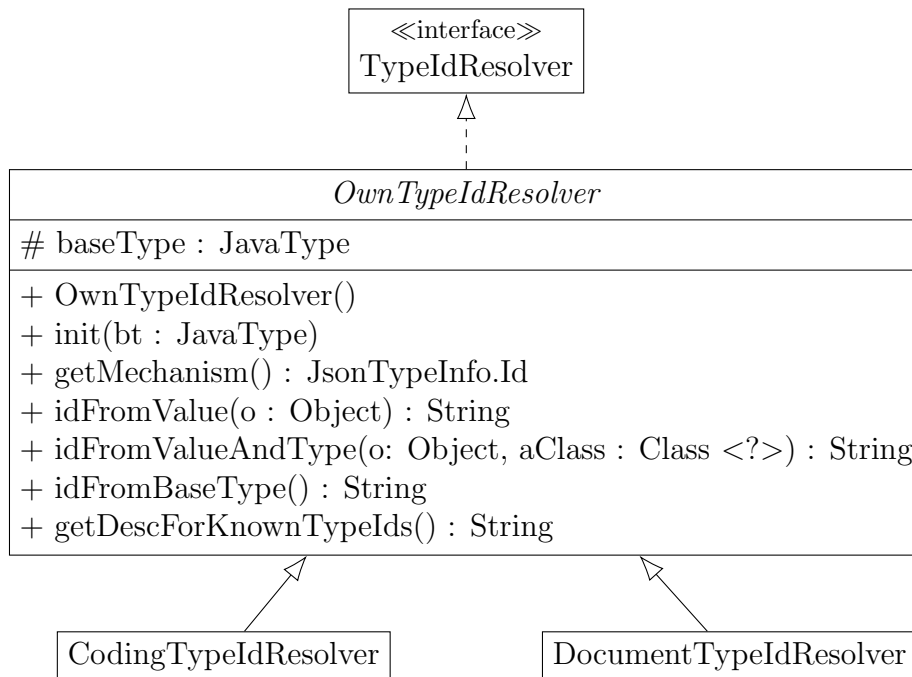 ≪interface≫
TypeIdResolver
OwnTypeIdResolver
# baseType : JavaType
+ OwnTypeIdResolver()
+ init(bt : JavaType)
+ getMechanism() : JsonTypeInfo.Id
+ idFromValue(o : Object) : String
+ idFromValueAndType(o: Object, aClass : Class <?>) : String
+ idFromBaseType() : String
+ getDescForKnownTypeIds() : String
CodingTypeIdResolver
DocumentTypeIdResolver